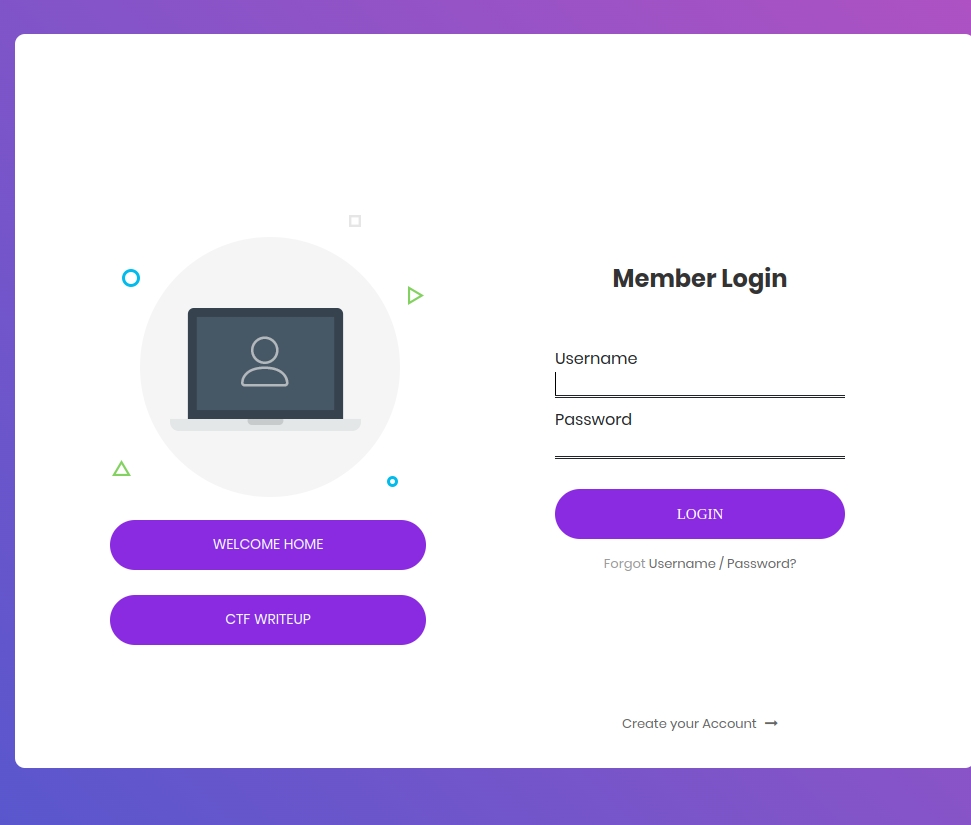 Member Login
Username
Password
LOGIN
Forgot Username / Password?
WELCOME HOME
CTF WRITEUP
Create your Account